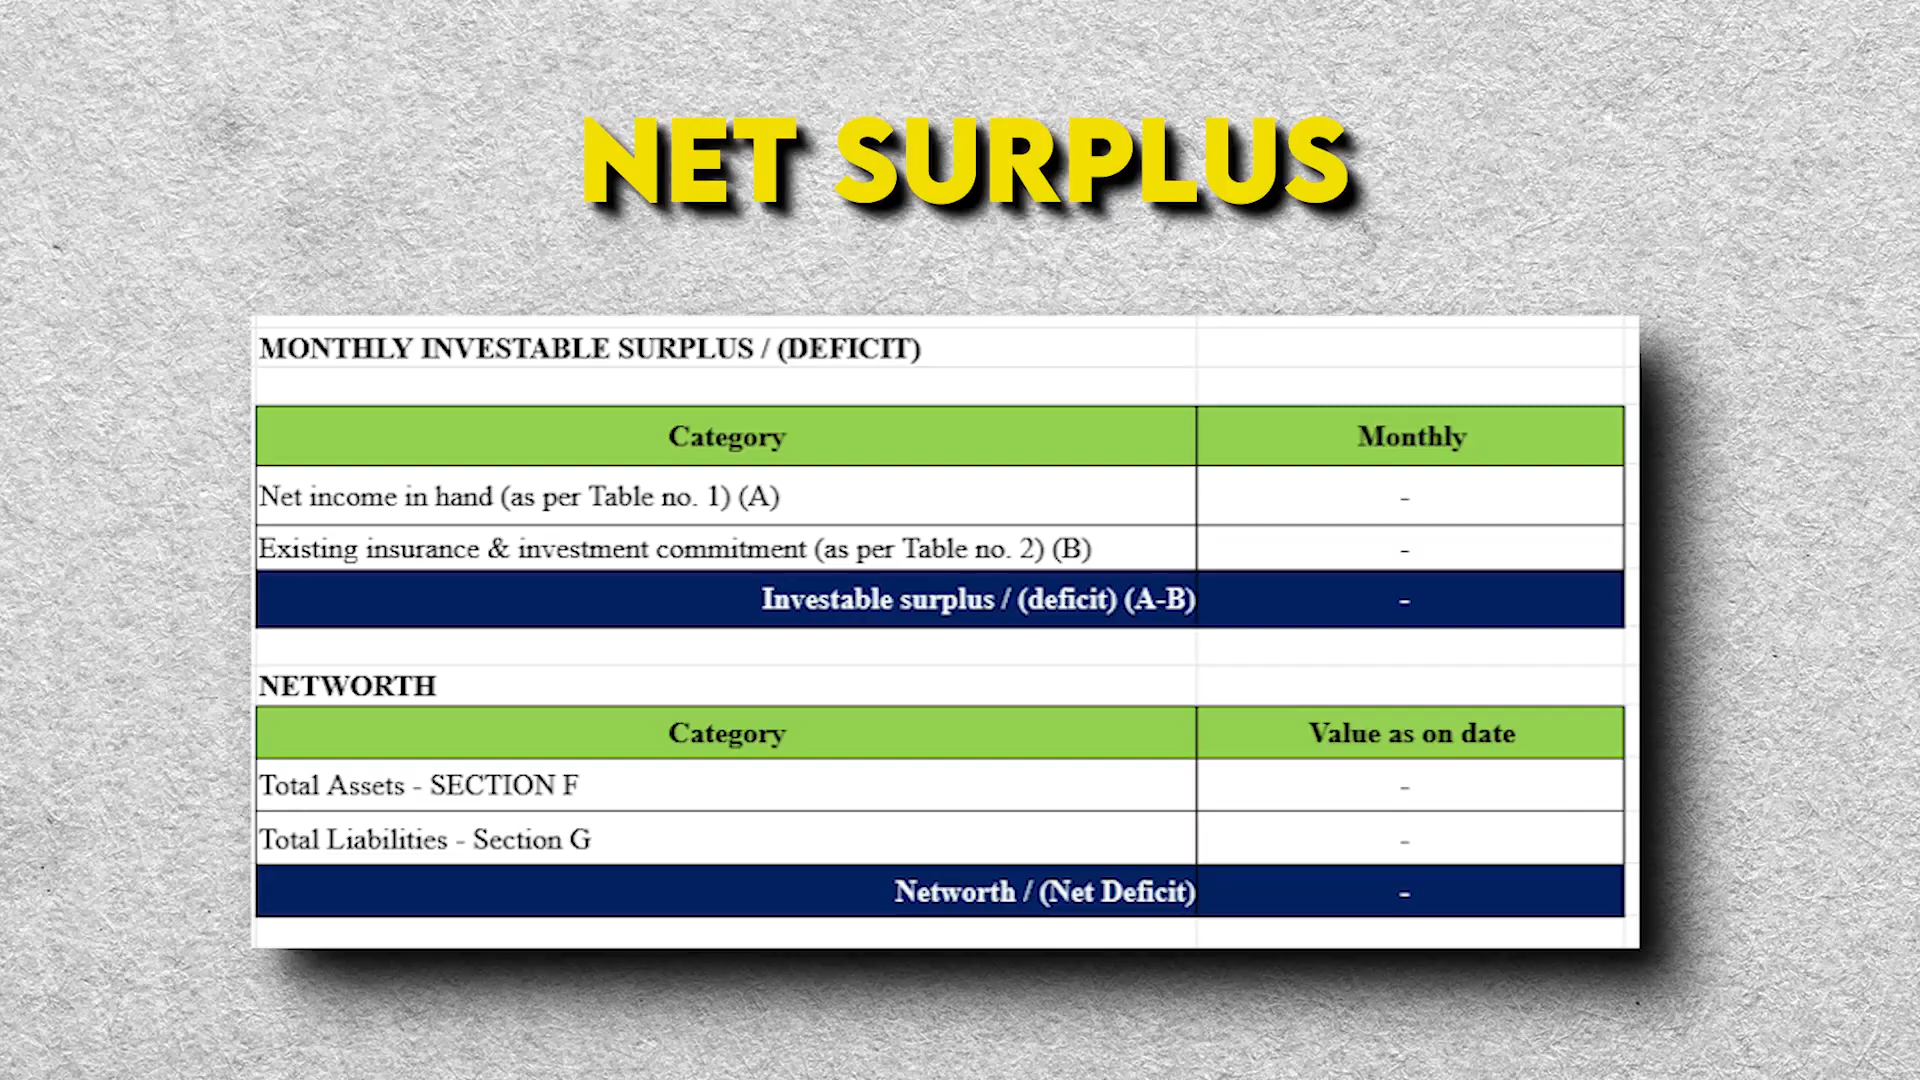 NET SURPLUS
MONTHLY INVESTABLE SURPLUS / (DEFICIT)
Category Monthly
Net income in hand (as per Table no. 1) (A) -
Existing insurance & investment commitment (as per Table no. 2) (B) -
Investable surplus / (deficit) (A-B) -
NETWORTH
Category Value as on date
Total Assets - SECTION F -
Total Liabilities - Section G -
Networth / (Net Deficit) -